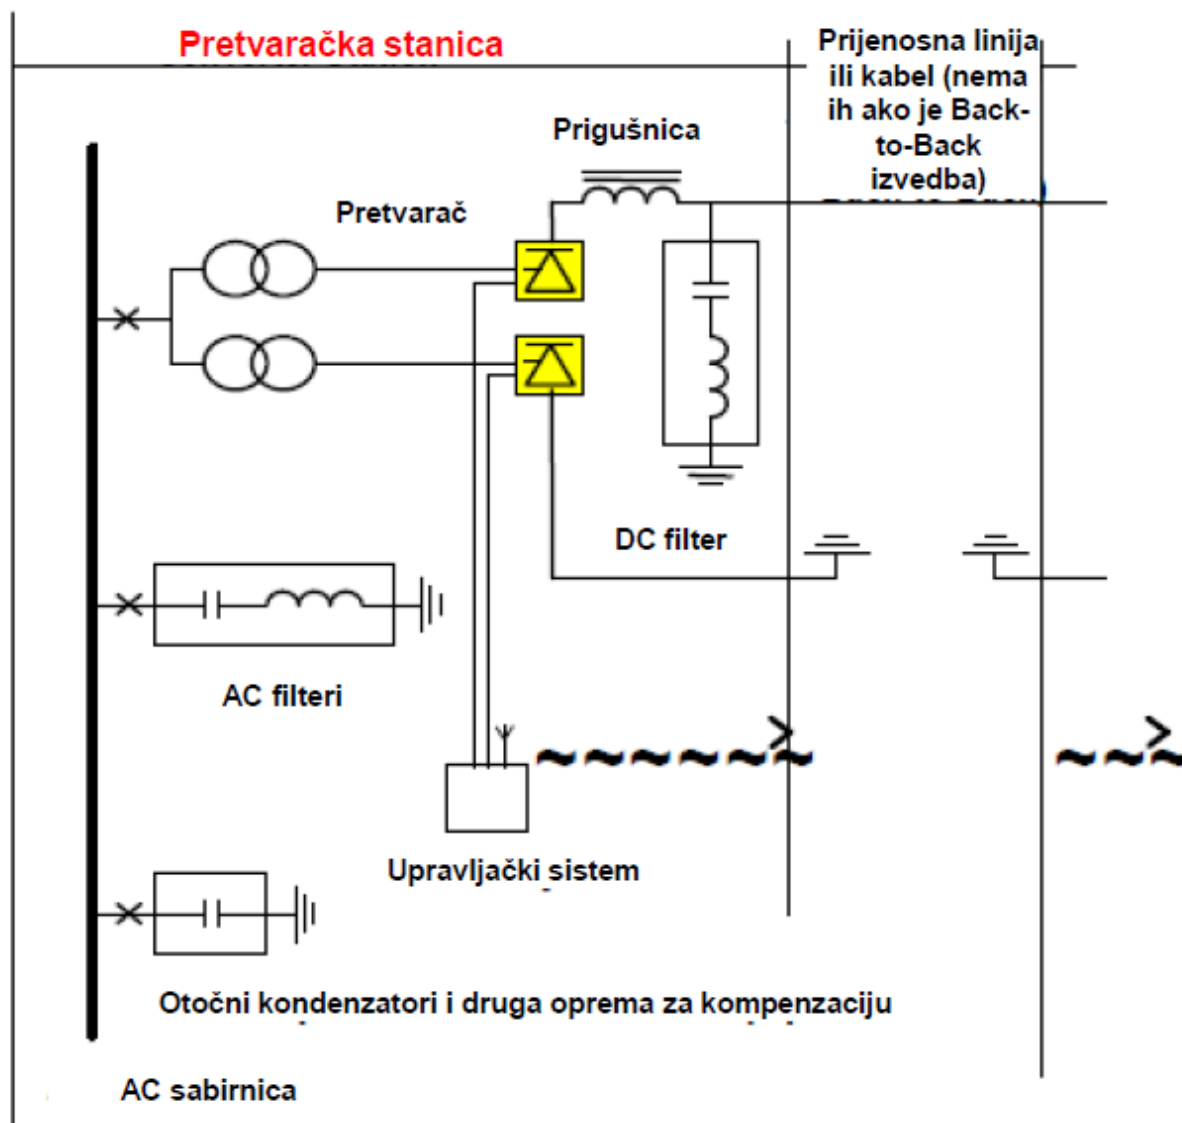 Pretvaračka stanica
Prijenosna linija
ili kabel (nema
ih ako je Back-
to-Back
izvedba)
Prigušnica
Pretvarač
DC filter
AC filteri
Upravljački sistem
Otočni kondenzatori i druga oprema za kompenzaciju
AC sabirnica